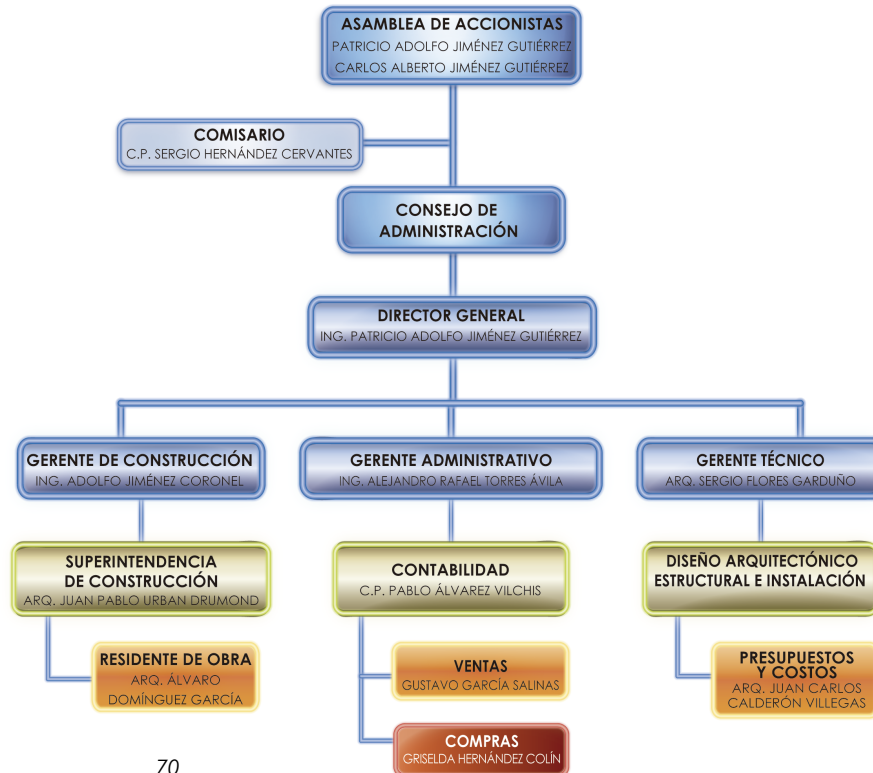 ASAMBLEA DE ACCIONISTAS
PATRICIO ADOLFO JIMÉNEZ GUTIÉRREZ
CARLOS ALBERTO JIMÉNEZ GUTIÉRREZ
COMISARIO
C.P. SERGIO HERNÁNDEZ CERVANTES
CONSEJO DE
ADMINISTRACIÓN
DIRECTOR GENERAL
ING. PATRICIO ADOLFO JIMÉNEZ GUTIÉRREZ
GERENTE DE CONSTRUCCIÓN
ING. ADOLFO JIMÉNEZ CORONEL
GERENTE ADMINISTRATIVO
ING. ALEJANDRO RAFAEL TORRES ÁVILA
GERENTE TÉCNICO
ARQ. SERGIO FLORES GARDUÑO
SUPERINTENDENCIA
DE CONSTRUCCIÓN
ARQ. JUAN PABLO URBAN DRUMOND
CONTABILIDAD
C.P. PABLO ÁLVAREZ VILCHIS
DISEÑO ARQUITECTÓNICO
ESTRUCTURAL E INSTALACIÓN
RESIDENTE DE OBRA
ARQ. ÁLVARO
DOMÍNGUEZ GARCÍA
VENTAS
GUSTAVO GARCÍA SALINAS
PRESUPUESTOS
Y COSTOS
ARQ. JUAN CARLOS
CALDERÓN VILLEGAS
COMPRAS
GRISELDA HERNÁNDEZ COLÍN
70